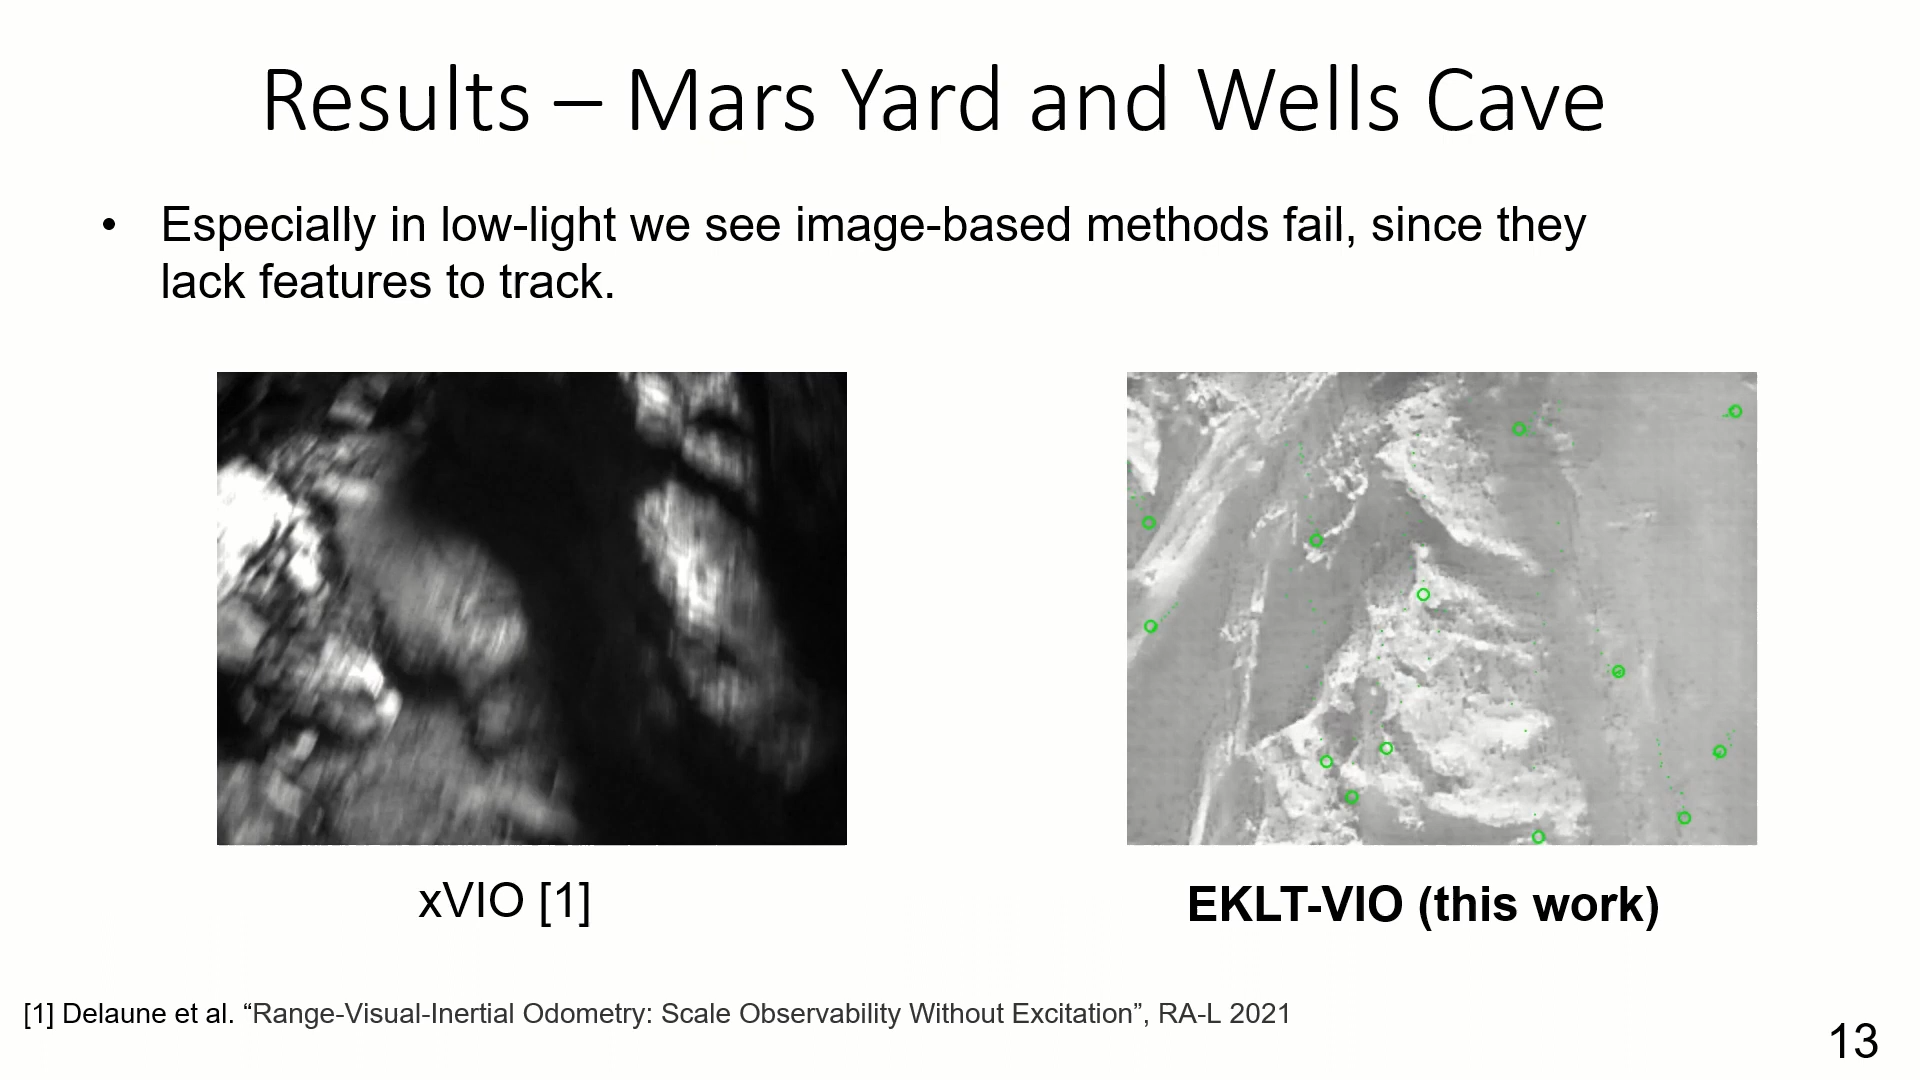 Results – Mars Yard and Wells Cave
• Especially in low-light we see image-based methods fail, since they
lack features to track.
xVIO [1]
EKLT-VIO (this work)
[1] Delaune et al. “Range-Visual-Inertial Odometry: Scale Observability Without Excitation”, RA-L 2021
13